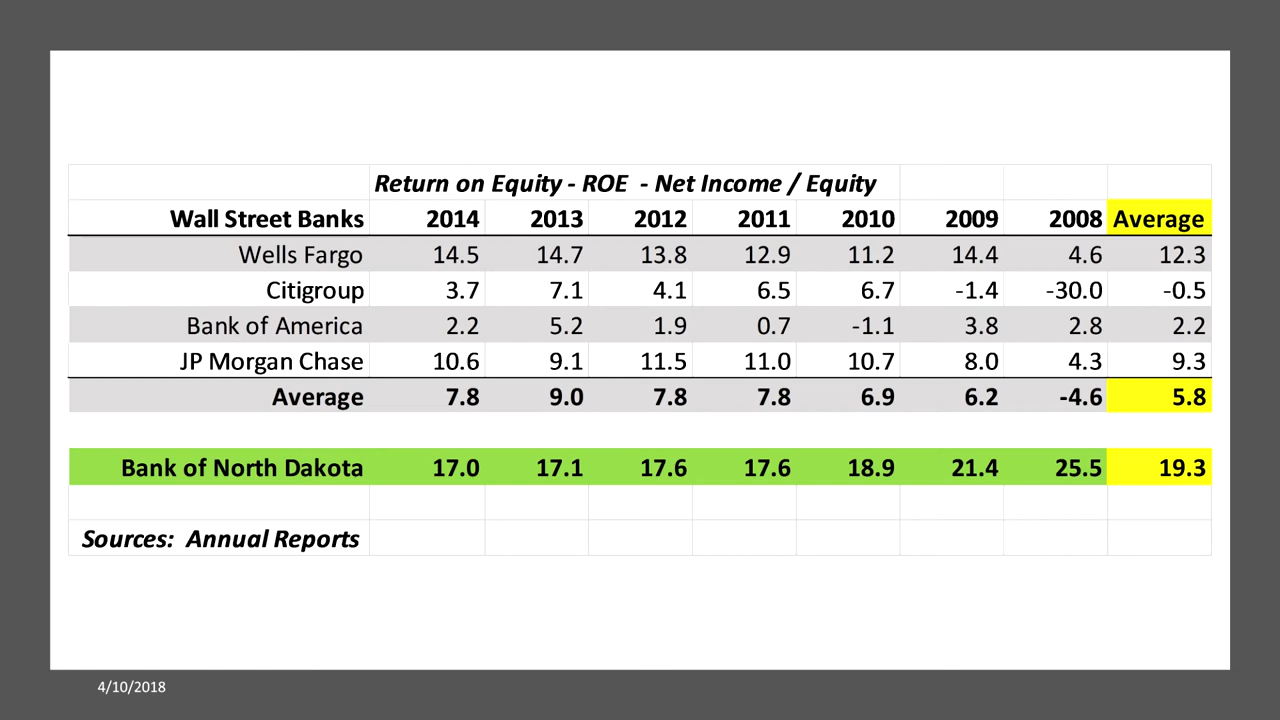 Return on Equity - ROE - Net Income / Equity
Wall Street Banks 2014 2013 2012 2011 2010 2009 2008 Average
Wells Fargo 14.5 14.7 13.8 12.9 11.2 14.4 4.6 12.3
Citigroup 3.7 7.1 4.1 6.5 6.7 -1.4 -30.0 -0.5
Bank of America 2.2 5.2 1.9 0.7 -1.1 3.8 2.8 2.2
JP Morgan Chase 10.6 9.1 11.5 11.0 10.7 8.0 4.3 9.3
Average 7.8 9.0 7.8 7.8 6.9 6.2 -4.6 5.8
Bank of North Dakota 17.0 17.1 17.6 17.6 18.9 21.4 25.5 19.3
Sources: Annual Reports
4/10/2018